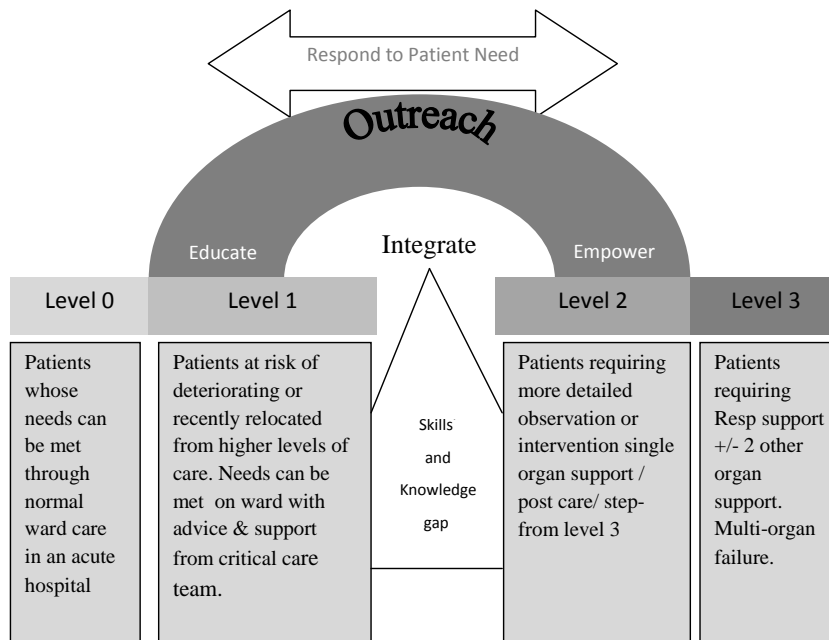 Respond to Patient Need
Outreach
Educate
Integrate
Empower
Level 0
Level 1
Level 2
Level 3
Patients
whose
needs can
be met
through
normal
ward care
in an acute
hospital
Patients at risk of
deteriorating or
recently relocated
from higher levels of
care. Needs can be
met on ward with
advice & support
from critical care
team.
Skills
and
Knowledge
gap
Patients requiring
more detailed
observation or
intervention single
organ support /
post care/ step-
from level 3
Patients
requiring
Resp support
+/- 2 other
organ
support.
Multi-organ
failure.